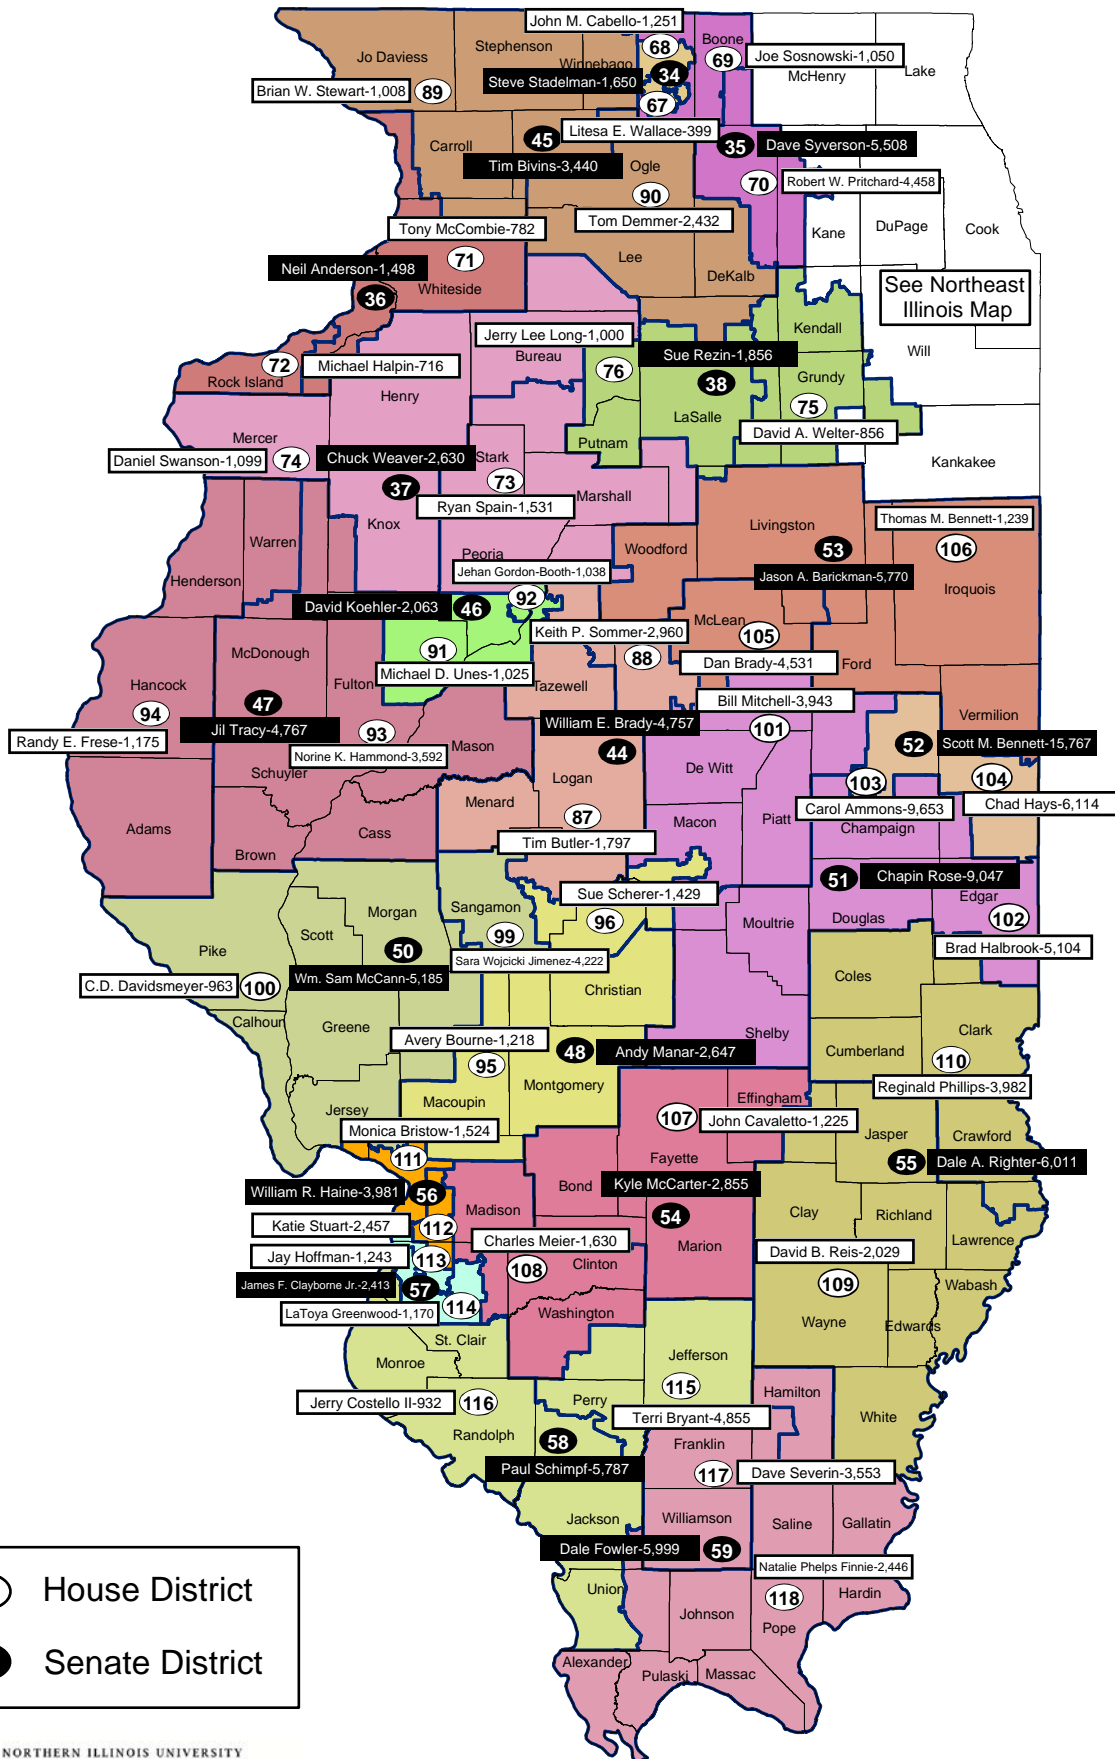 John M. Cabello-1,251
68
Boone
Jo Daviess
Stephenson
Winnebago
69
Joe Sosnowski-1,050
McHenry
Lake
34
Steve Stadelman-1,650
Brian W. Stewart-1,008
89
67
Litesa E. Wallace-399
Carroll
45
35
Dave Syverson-5,508
Tim Bivins-3,440
Ogle
90
70
Robert W. Pritchard-4,458
Tony McCombie-782
Tom Demmer-2,432
Kane
DuPage
Cook
71
Lee
Neil Anderson-1,498
DeKalb
36
Whiteside
See Northeast
Illinois Map
Jerry Lee Long-1,000
Kendall
Bureau
Sue Rezin-1,856
Will
72
Michael Halpin-716
76
38
Grundy
Rock Island
Henry
75
LaSalle
Mercer
Putnam
David A. Welter-856
Daniel Swanson-1,099
74
Chuck Weaver-2,630
Stark
Kankakee
37
73
Marshall
Ryan Spain-1,531
Knox
Livingston
Thomas M. Bennett-1,239
Warren
Peoria
Woodford
53
106
Henderson
Jehan Gordon-Booth-1,038
Jason A. Barickman-5,770
Iroquois
David Koehler-2,063
46
92
McLean
Keith P. Sommer-2,960
105
91
88
Dan Brady-4,531
Ford
McDonough
Michael D. Unes-1,025
Hancock
Fulton
Tazewell
Bill Mitchell-3,943
94
47
William E. Brady-4,757
101
Vermilion
Randy E. Frese-1,175
Jil Tracy-4,767
93
Norine K. Hammond-3,592
Mason
44
52
Scott M. Bennett-15,767
Schuyler
Logan
De Witt
103
104
Menard
Carol Ammons-9,653
Chad Hays-6,114
Adams
Cass
87
Macon
Piatt
Champaign
Tim Butler-1,797
Brown
51
Chapin Rose-9,047
Sue Scherer-1,429
Edgar
Morgan
Sangamon
96
Moultrie
Douglas
102
Scott
99
Pike
50
Sara Wojcicki Jimenez-4,222
Brad Halbrook-5,104
C.D. Davidsmeyer-963
100
Wm. Sam McCann-5,185
Christian
Coles
Calhoun
Greene
Avery Bourne-1,218
Shelby
Clark
95
48
Andy Manar-2,647
Cumberland
110
Montgomery
Reginald Phillips-3,982
Jersey
Macoupin
Effingham
107
John Cavaletto-1,225
Monica Bristow-1,524
Jasper
Crawford
111
Fayette
55
Dale A. Righter-6,011
William R. Haine-3,981
56
Bond
Kyle McCarter-2,855
Katie Stuart-2,457
112
Madison
54
Clay
Richland
Charles Meier-1,630
Marion
Lawrence
Jay Hoffman-1,243
113
David B. Reis-2,029
108
Clinton
James F. Clayborne Jr.-2,413
57
109
Wabash
LaToya Greenwood-1,170
114
Washington
Wayne
Edwards
St. Clair
Monroe
Jefferson
115
Hamilton
Jerry Costello II-932
116
Perry
Terri Bryant-4,855
White
Randolph
58
Franklin
Paul Schimpf-5,787
117
Dave Severin-3,553
Jackson
Williamson
Saline
Gallatin
Dale Fowler-5,999
59
Natalie Phelps Finnie-2,446
House District
Union
118
Hardin
Johnson
Pope
Senate District
Alexander
Pulaski
Massac
NORTHERN ILLINOIS UNIVERSITY